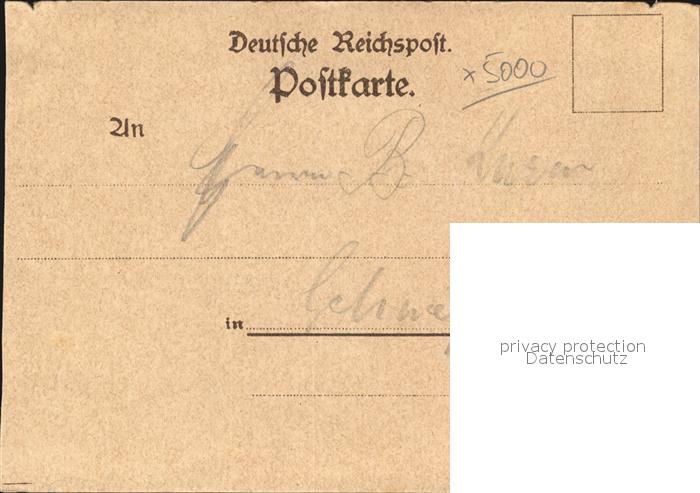 Deutsche Reichspost.
Postkarte.
x 5000
An
Herrn B.
in
privacy protection
Datenschutz